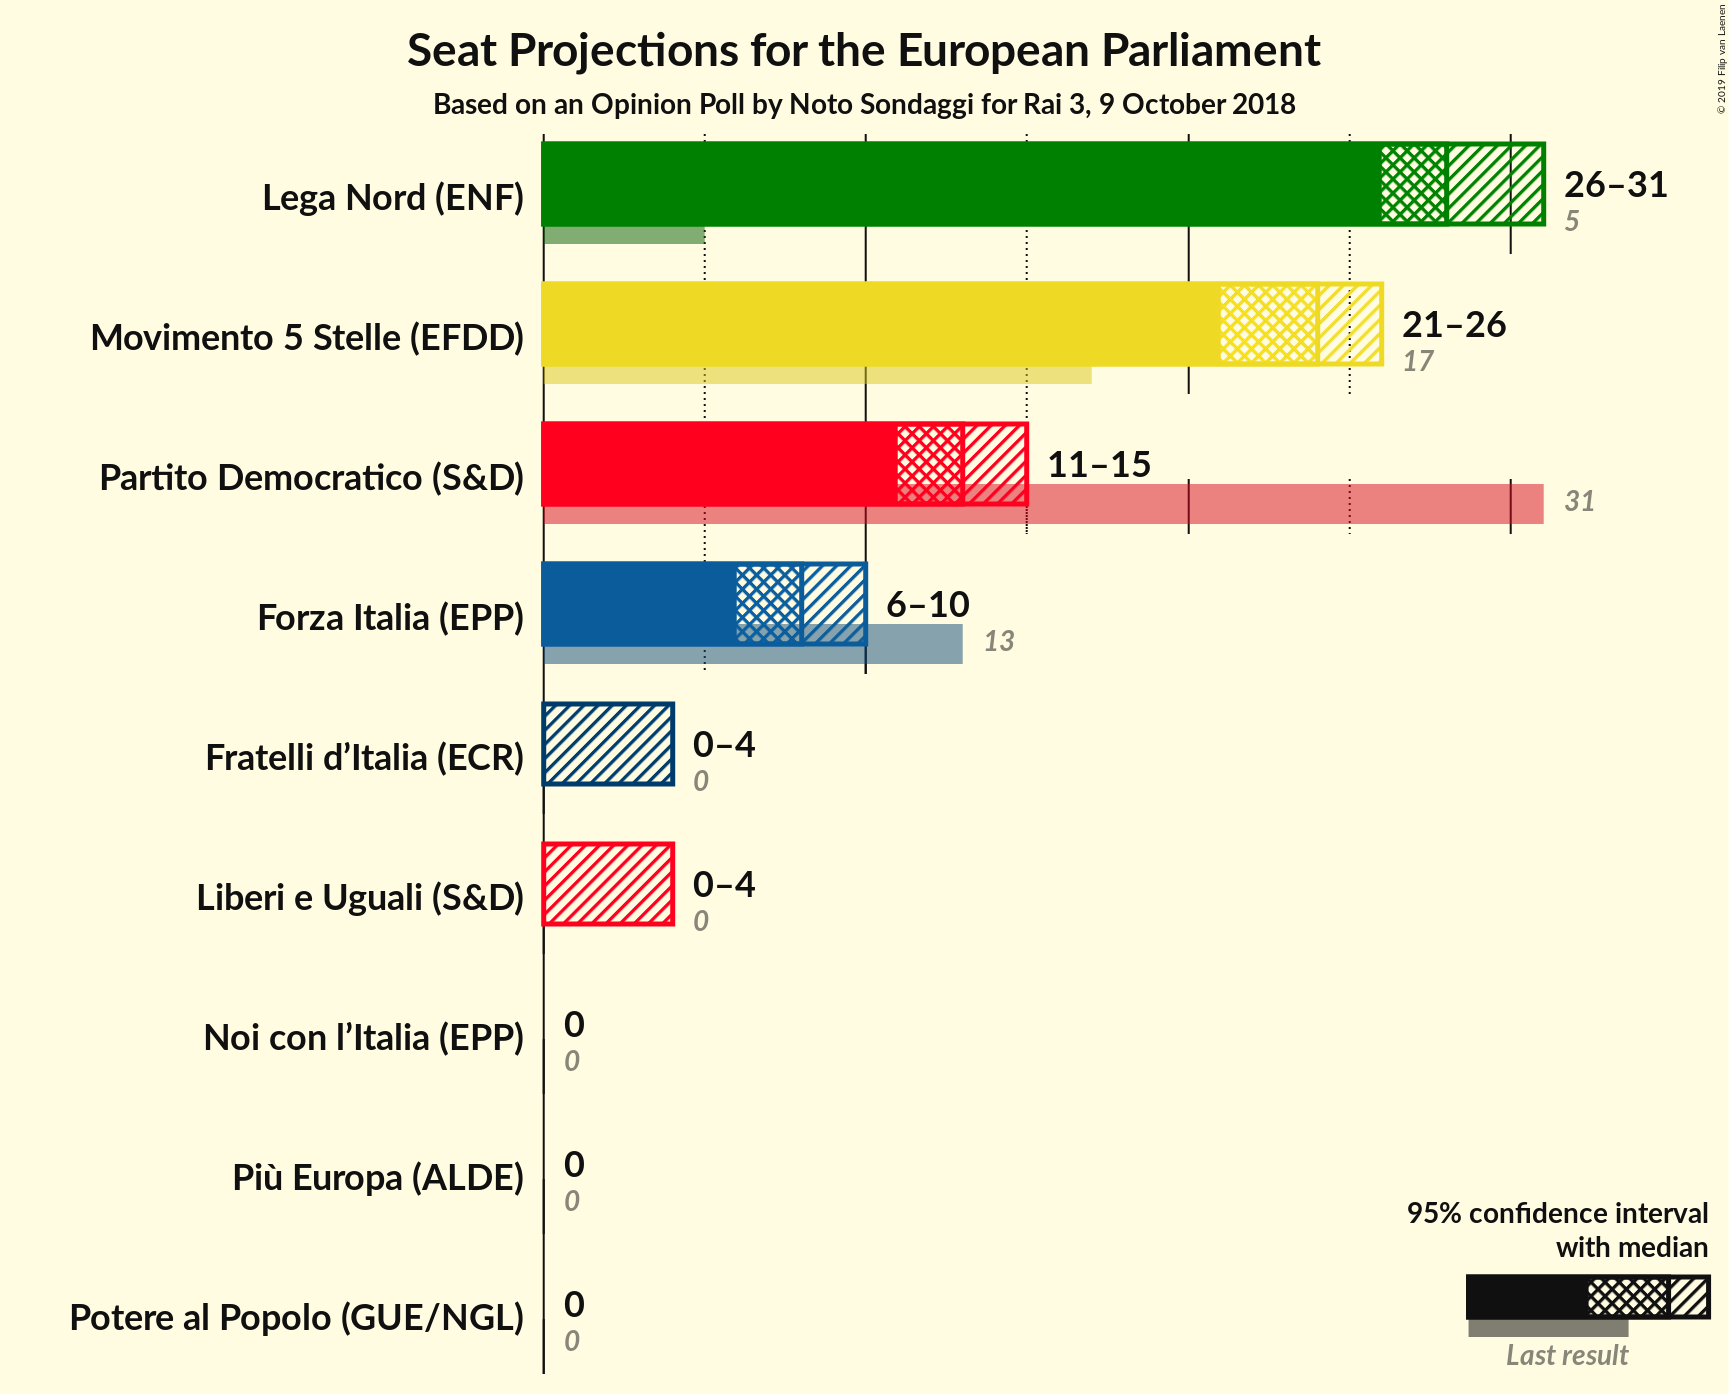 Seat Projections for the European Parliament
Based on an Opinion Poll by Noto Sondaggi for Rai 3, 9 October 2018
© 2019 Filip van Laenen
Lega Nord (ENF)
26–31
5
Movimento 5 Stelle (EFDD)
21–26
17
Partito Democratico (S&D)
11–15
31
Forza Italia (EPP)
6–10
13
Fratelli d’Italia (ECR)
0–4
0
Liberi e Uguali (S&D)
0–4
0
Noi con l’Italia (EPP)
0
0
Più Europa (ALDE)
0
0
Potere al Popolo (GUE/NGL)
0
0
95% confidence interval
with median
Last result